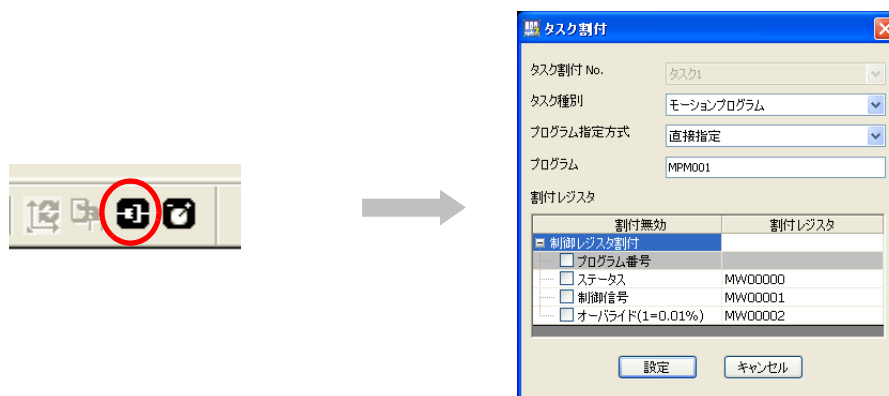 タスク割付
タスク割付 No.
タスク1
タスク種別
モーションプログラム
プログラム指定方式
直接指定
プログラム
MPM001
割付レジスタ
割付無効 割付レジスタ
制御レジスタ割付
プログラム番号
ステータス MW00000
制御信号 MW00001
オーバライド(1=0.01%) MW00002
設定 キャンセル